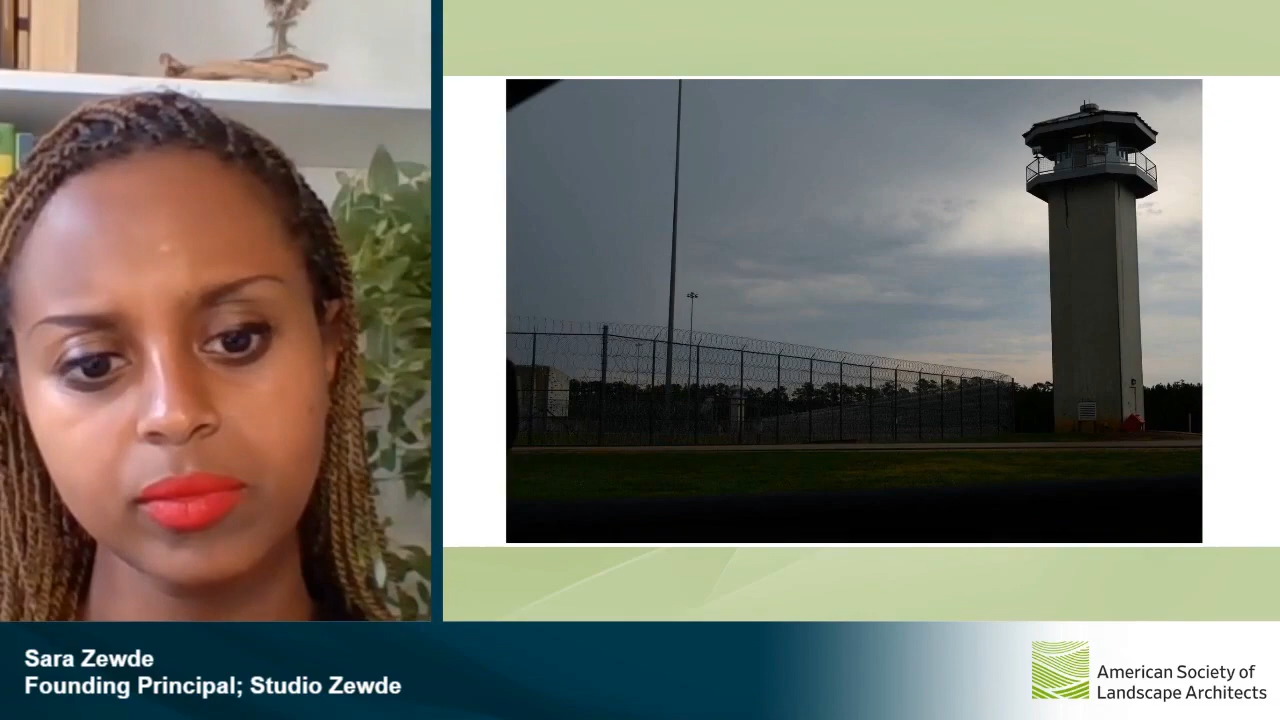 Sara Zewde
Founding Principal; Studio Zewde
American Society of
Landscape Architects